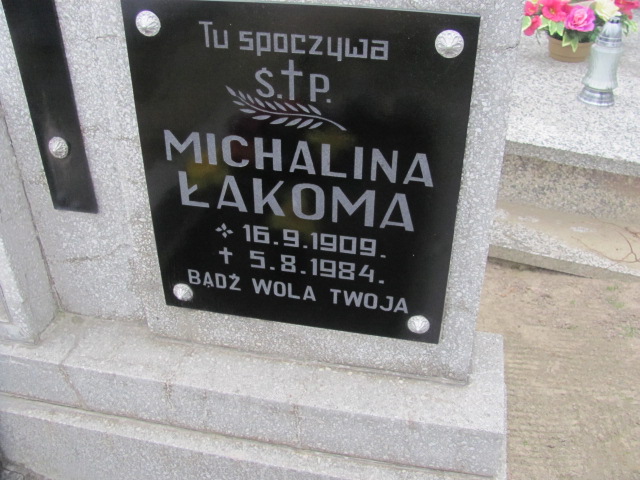 Tu spoczywa
Ś.†P.
MICHALINA
ŁAKOMA
* 16.9.1909.
† 5.8.1984.
BĄDŹ WOLA TWOJA